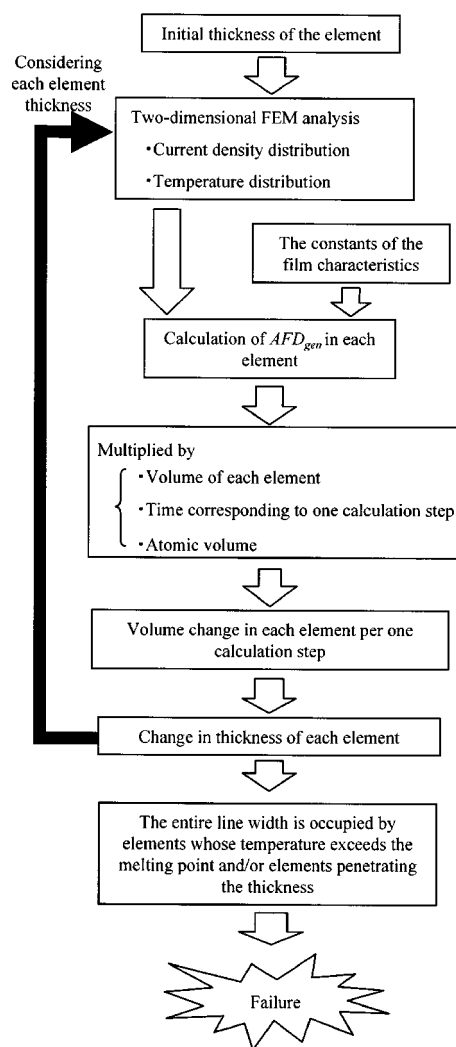 Initial thickness of the element
Considering
each element
thickness
Two-dimensional FEM analysis
・Current density distribution
・Temperature distribution
The constants of the
film characteristics
Calculation of AFDgen in each
element
Multiplied by
・Volume of each element
・Time corresponding to one calculation step
・Atomic volume
Volume change in each element per one
calculation step
Change in thickness of each element
The entire line width is occupied by
elements whose temperature exceeds the
melting point and/or elements penetrating
the thickness
Failure